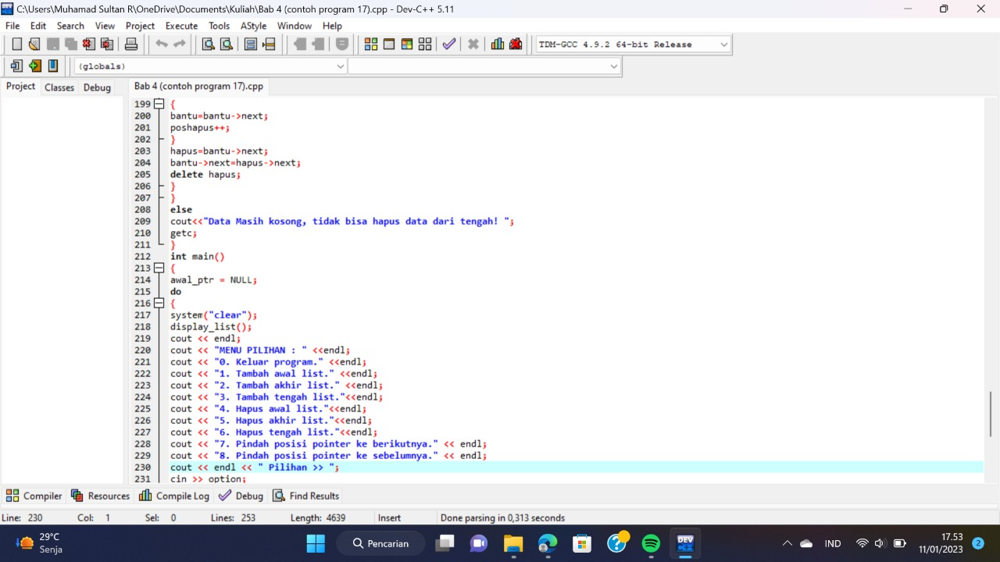 C:\Users\Muhamad Sultan R\OneDrive\Documents\Kuliah\Bab 4 (contoh program 17).cpp - Dev-C++ 5.11
File Edit Search View Project Execute Tools AStyle Window Help
TDM-GCC 4.9.2 64-bit Release
(globals)
Project Classes Debug Bab 4 (contoh program 17).cpp
199 {
200 bantu=bantu->next;
201 poshapus++;
202 }
203 hapus=bantu->next;
204 bantu->next=hapus->next;
205 delete hapus;
206 }
207 }
208 else
209 cout<<"Data Masih kosong, tidak bisa hapus data dari tengah! ";
210 getc;
211 }
212 int main()
213 {
214 awal_ptr = NULL;
215 do
216 {
217 system("clear");
218 display_list();
219 cout << endl;
220 cout << "MENU PILIHAN : " <<endl;
221 cout << "0. Keluar program." <<endl;
222 cout << "1. Tambah awal list." <<endl;
223 cout << "2. Tambah akhir list."<<endl;
224 cout << "3. Tambah tengah list."<<endl;
225 cout << "4. Hapus awal list."<<endl;
226 cout << "5. Hapus akhir list."<<endl;
227 cout << "6. Hapus tengah list."<<endl;
228 cout << "7. Pindah posisi pointer ke berikutnya." << endl;
229 cout << "8. Pindah posisi pointer ke sebelumnya." << endl;
230 cout << endl << " Pilihan >> ";
231 cin >> option;
Compiler Resources Compile Log Debug Find Results
Line: 230 Col: 1 Sel: 0 Lines: 253 Length: 4639 Insert Done parsing in 0,313 seconds
29°C
Senja
Pencarian
DEV
C++
IND
17.53
11/01/2023
2